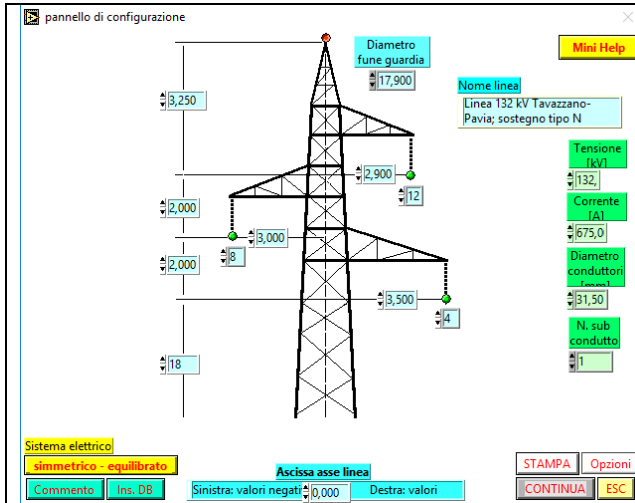 pannello di configurazione
Diametro
fune guardia
17,900
Mini Help
Nome linea
Linea 132 kV Tavazzano-
Pavia; sostegno tipo N
3,250
Tensione
[kV]
132,
2,900
12
2,000
Corrente
[A]
675,0
3,000
8
2,000
Diametro
conduttori
[mm]
31,50
3,500
4
N. sub
condutto
1
18
Sistema elettrico
simmetrico - equilibrato
Commento
Ins. DB
Ascissa asse linea
Sinistra: valori negati
0,000
Destra: valori
STAMPA
Opzioni
CONTINUA
ESC